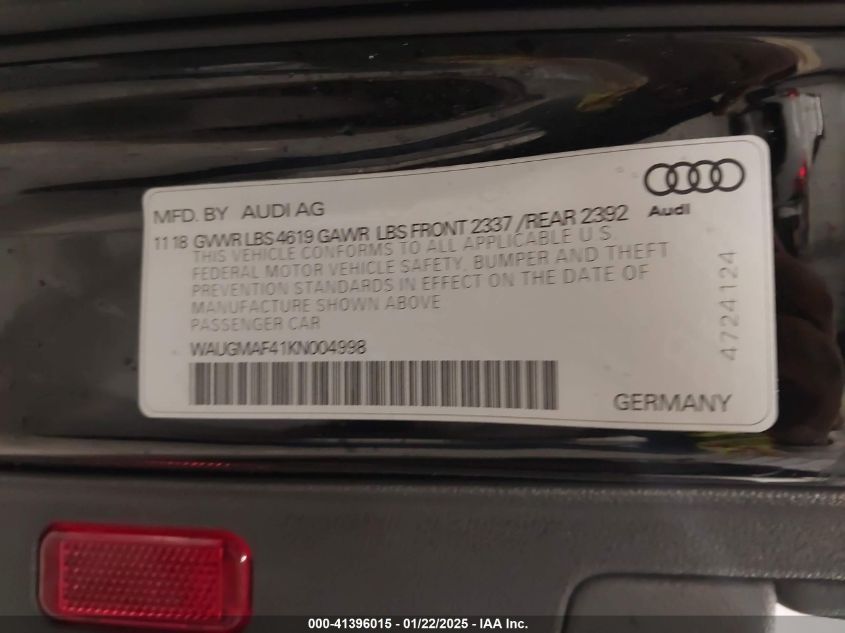 MFD. BY AUDI AG
Audi
11 18 GVWR LBS 4619 GAWR LBS FRONT 2337 /REAR 2392
THIS VEHICLE CONFORMS TO ALL APPLICABLE U S
FEDERAL MOTOR VEHICLE SAFETY, BUMPER AND THEFT
PREVENTION STANDARDS IN EFFECT ON THE DATE OF
MANUFACTURE SHOWN ABOVE
PASSENGER CAR
WAUGMAF41KN004998
4724124
GERMANY
000-41396015 - 01/22/2025 - IAA Inc.